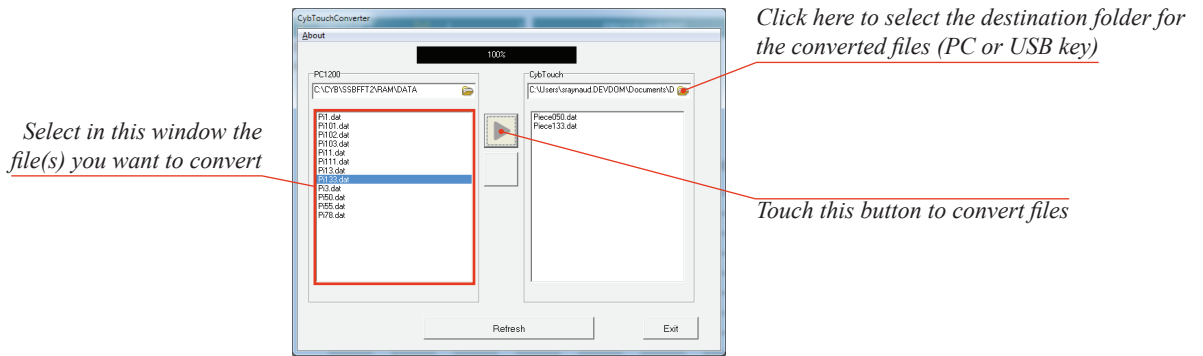 CybTouchConverter
About
100%
PC1200
C:\CYB\SSBFFT2\RAM\DATA
Pi1.dat
Pi101.dat
Pi102.dat
Pi103.dat
Pi11.dat
Pi111.dat
Pi13.dat
Pi133.dat
Pi3.dat
Pi50.dat
Pi55.dat
Pi78.dat
CybTouch
C:\Users\sraynaud.DEVDOM\Documents\D
Piece050.dat
Piece133.dat
Refresh
Exit
Select in this window the
file(s) you want to convert
Click here to select the destination folder for
the converted files (PC or USB key)
Touch this button to convert files